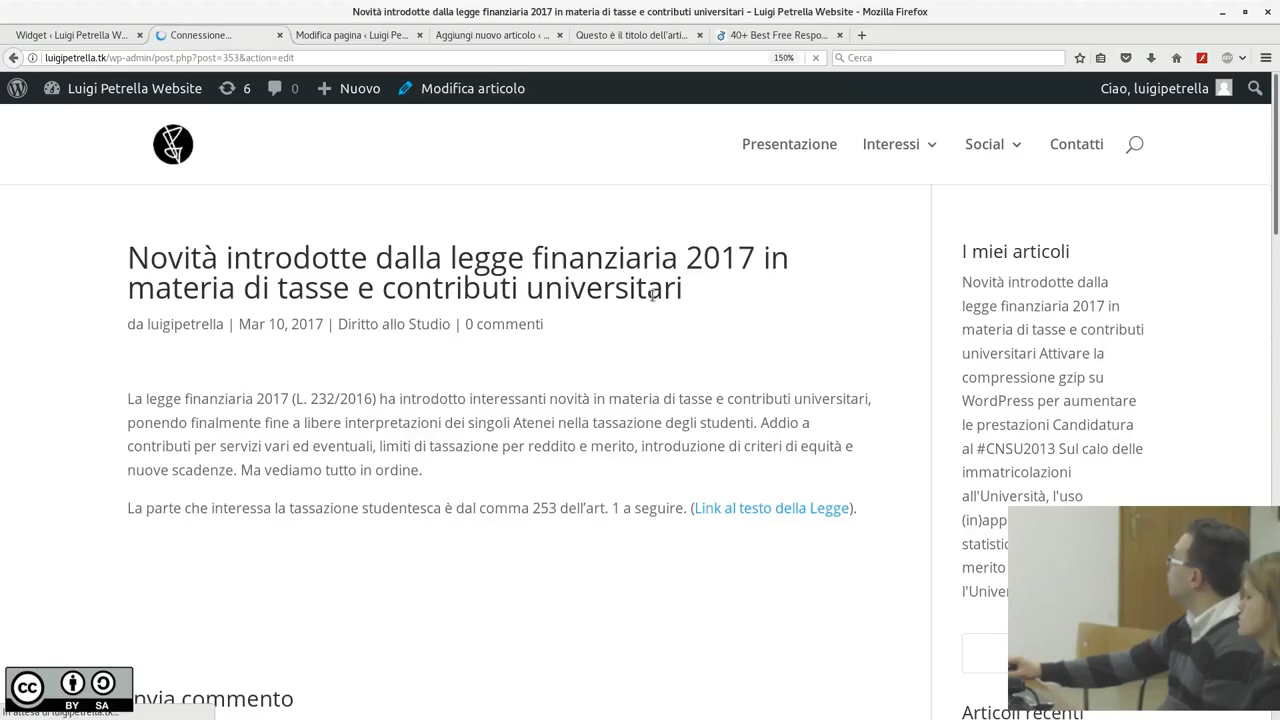 Novità introdotte dalla legge finanziaria 2017 in materia di tasse e contributi universitari – Luigi Petrella Website - Mozilla Firefox
Widget ‹ Luigi Petrella W...
Connessione...
Modifica pagina ‹ Luigi Pe...
Aggiungi nuovo articolo ‹ ...
Questo è il titolo dell'arti...
40+ Best Free Respo...
luigipetrella.tk/wp-admin/post.php?post=353&action=edit
150%
Cerca
Luigi Petrella Website
6
0
Nuovo
Modifica articolo
Ciao, luigipetrella
Presentazione
Interessi
Social
Contatti
Novità introdotte dalla legge finanziaria 2017 in
materia di tasse e contributi universitari
da luigipetrella | Mar 10, 2017 | Diritto allo Studio | 0 commenti
La legge finanziaria 2017 (L. 232/2016) ha introdotto interessanti novità in materia di tasse e contributi universitari,
ponendo finalmente fine a libere interpretazioni dei singoli Atenei nella tassazione degli studenti. Addio a
contributi per servizi vari ed eventuali, limiti di tassazione per reddito e merito, introduzione di criteri di equità e
nuove scadenze. Ma vediamo tutto in ordine.
La parte che interessa la tassazione studentesca è dal comma 253 dell'art. 1 a seguire. (Link al testo della Legge).
I miei articoli
Novità introdotte dalla
legge finanziaria 2017 in
materia di tasse e contributi
universitari Attivare la
compressione gzip su
WordPress per aumentare
le prestazioni Candidatura
al #CNSU2013 Sul calo delle
immatricolazioni
all'Università, l'uso
(in)app
statistic
merito
l'Univer
Articoli recenti
nvia commento
cc
BY SA